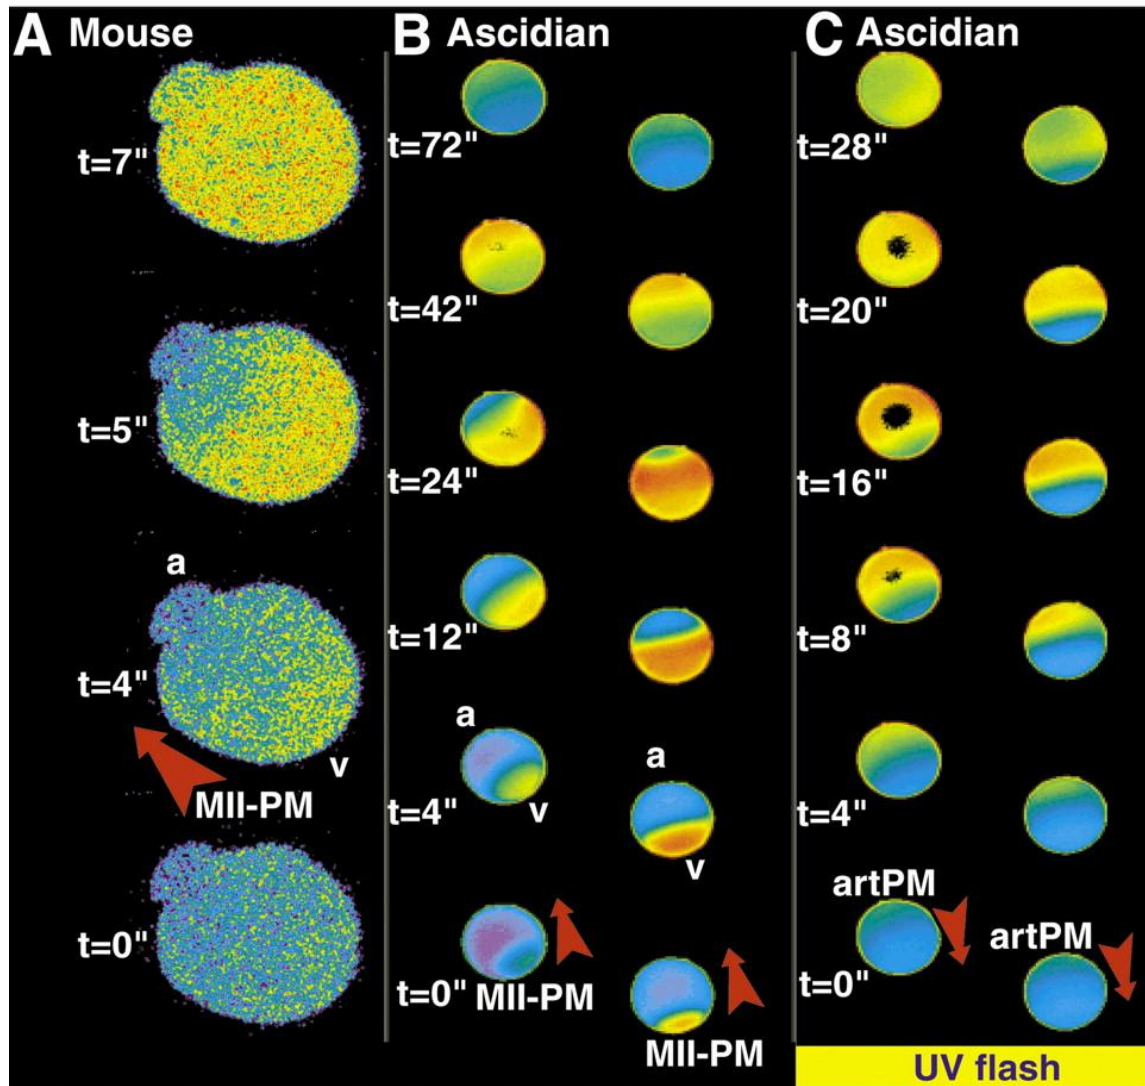 A Mouse
t=7"
t=5"
a
t=4"
v
MII-PM
t=0"
B Ascidian
t=72"
t=42"
t=24"
t=12"
a
a
t=4"
v
v
t=0"
MII-PM
MII-PM
C Ascidian
t=28"
t=20"
t=16"
t=8"
t=4"
artPM
artPM
t=0"
UV flash